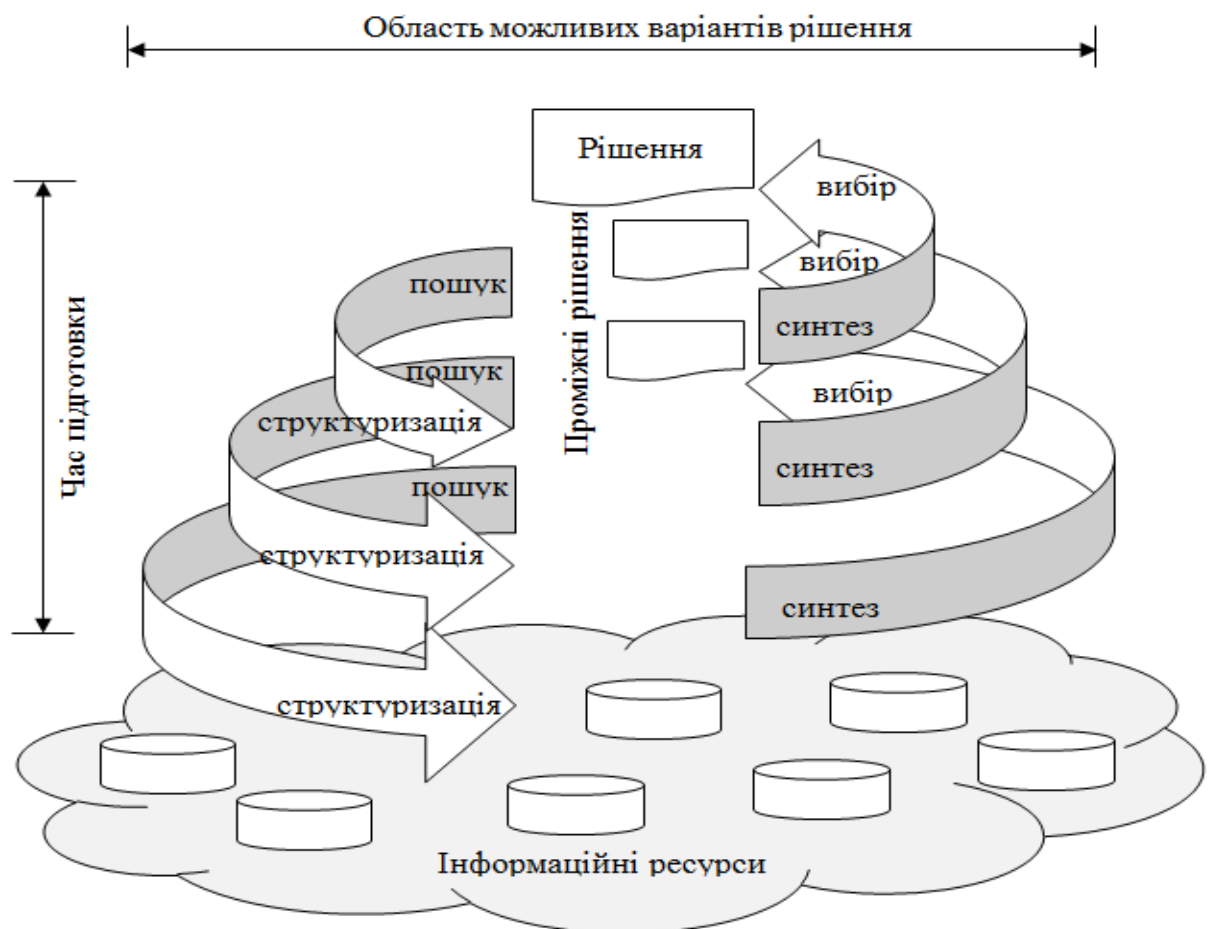 Область можливих варіантів рішення
Рішення
вибір
Час підготовки
Проміжні рішення
пошук
вибір
синтез
пошук
вибір
структуризація
синтез
пошук
структуризація
синтез
структуризація
Інформаційні ресурси